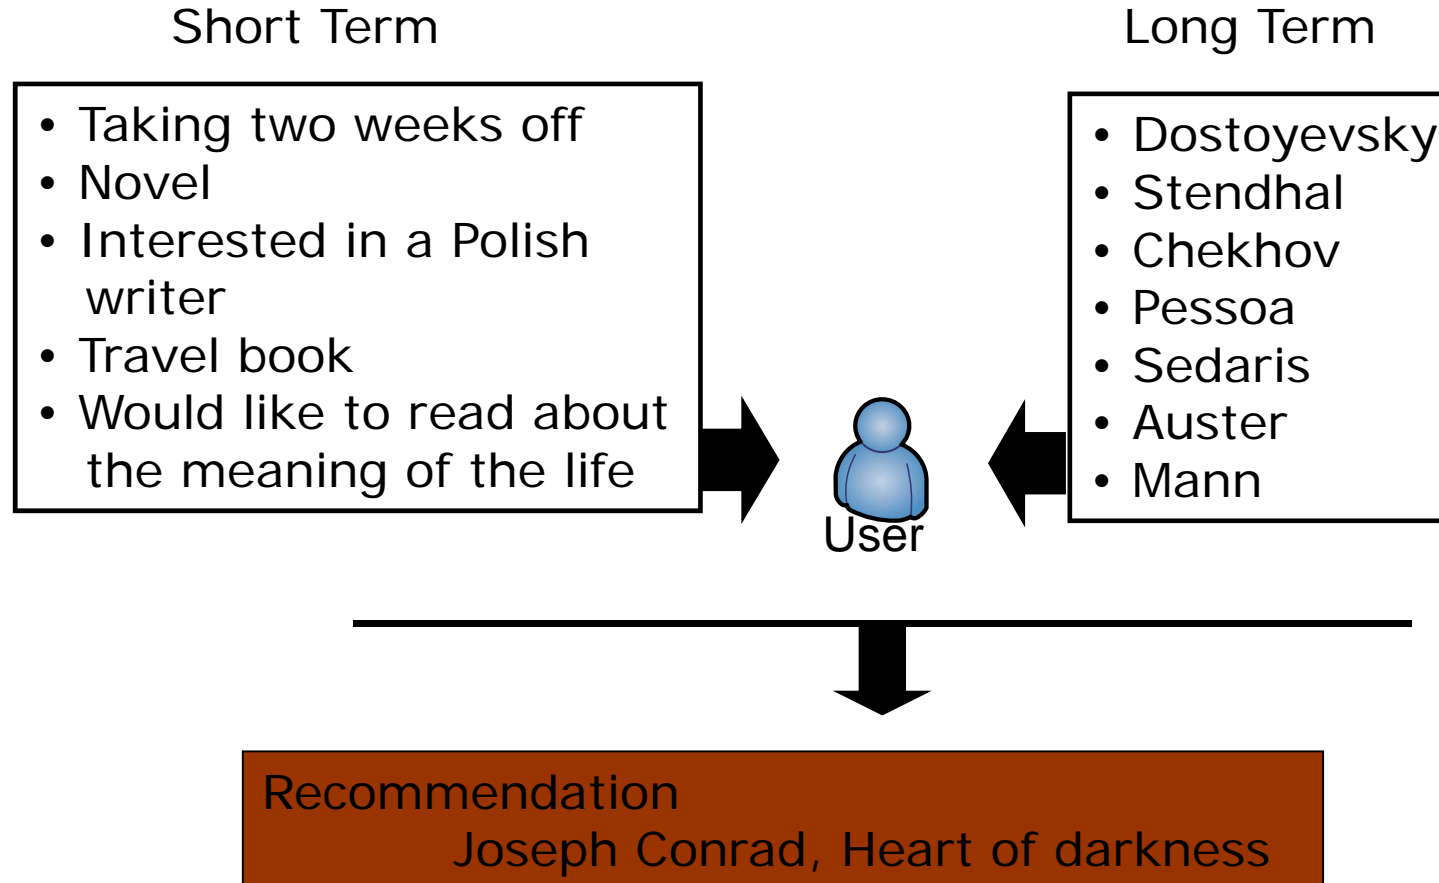 Short Term
• Taking two weeks off
• Novel
• Interested in a Polish
writer
• Travel book
• Would like to read about
the meaning of the life
Long Term
• Dostoyevsky
• Stendhal
• Chekhov
• Pessoa
• Sedaris
• Auster
• Mann
User
Recommendation
Joseph Conrad, Heart of darkness